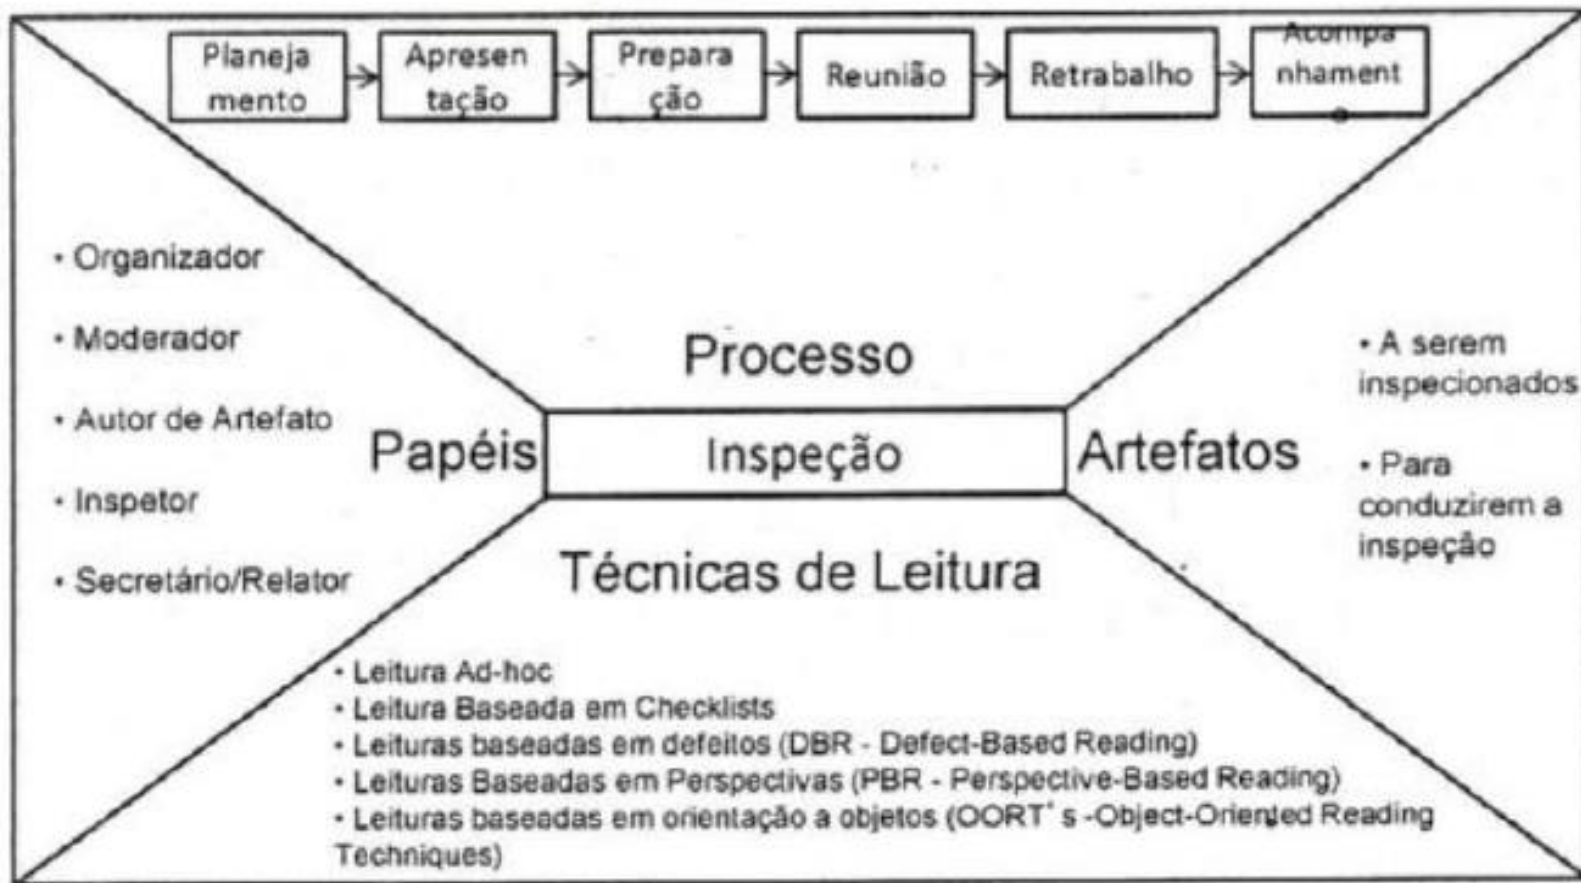 Planeja
mento
Apresen
tação
Prepara
ção
Reunião
Retrabalho
Acompa
nhament
o
Processo
• Organizador
• Moderador
• Autor de Artefato
• Inspetor
• Secretário/Relator
Papéis
Inspeção
Artefatos
• A serem
inspecionados
• Para
conduzirem a
inspeção
Técnicas de Leitura
• Leitura Ad-hoc
• Leitura Baseada em Checklists
• Leituras baseadas em defeitos (DBR - Defect-Based Reading)
• Leituras Baseadas em Perspectivas (PBR - Perspective-Based Reading)
• Leituras baseadas em orientação a objetos (OORT's -Object-Oriented Reading
Techniques)